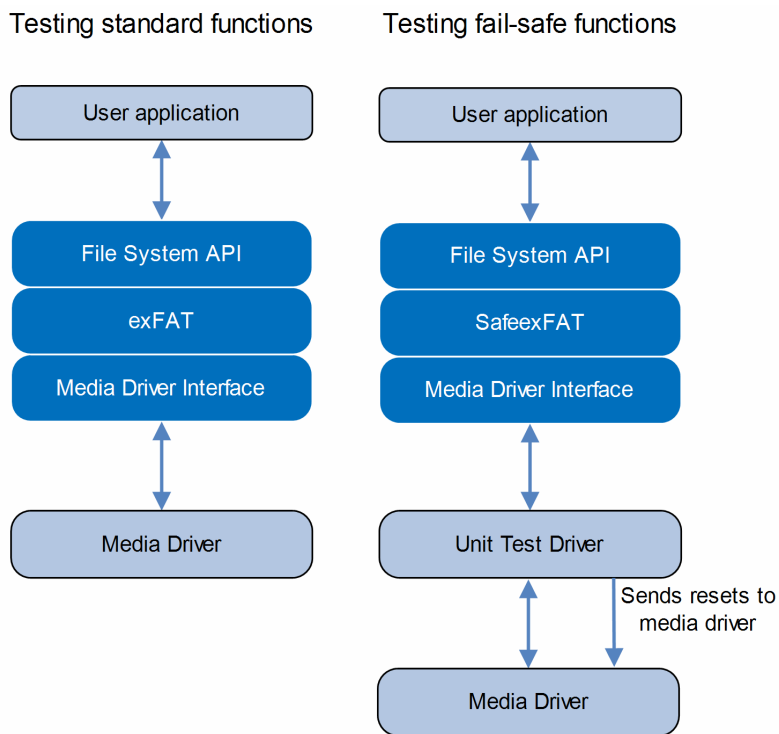 Testing standard functions
User application
File System API
exFAT
Media Driver Interface
Media Driver
Testing fail-safe functions
User application
File System API
SafeexFAT
Media Driver Interface
Unit Test Driver
Sends resets to
media driver
Media Driver